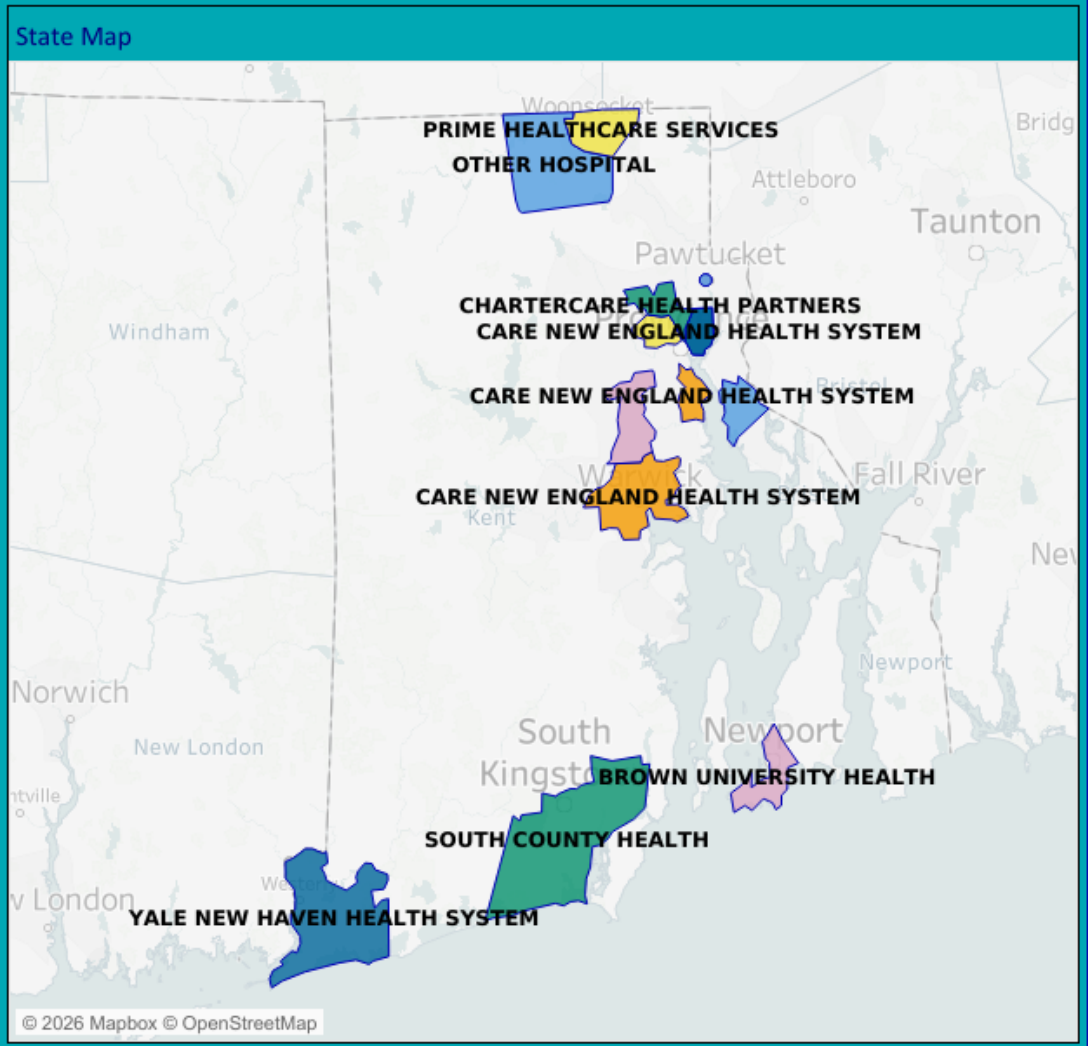 State Map
Woonsocket
Bridg
PRIME HEALTHCARE SERVICES
OTHER HOSPITAL
Attleboro
Taunton
Pawtucket
CHARTERCARE HEALTH PARTNERS
Windham
CARE NEW ENGLAND HEALTH SYSTEM
Bristol
CARE NEW ENGLAND HEALTH SYSTEM
Warwick
Fall River
CARE NEW ENGLAND HEALTH SYSTEM
Kent
Nev
Newport
Norwich
South
Newport
New London
Kingsto
BROWN UNIVERSITY HEALTH
ntville
SOUTH COUNTY HEALTH
Westerly
w London
YALE NEW HAVEN HEALTH SYSTEM
© 2026 Mapbox © OpenStreetMap